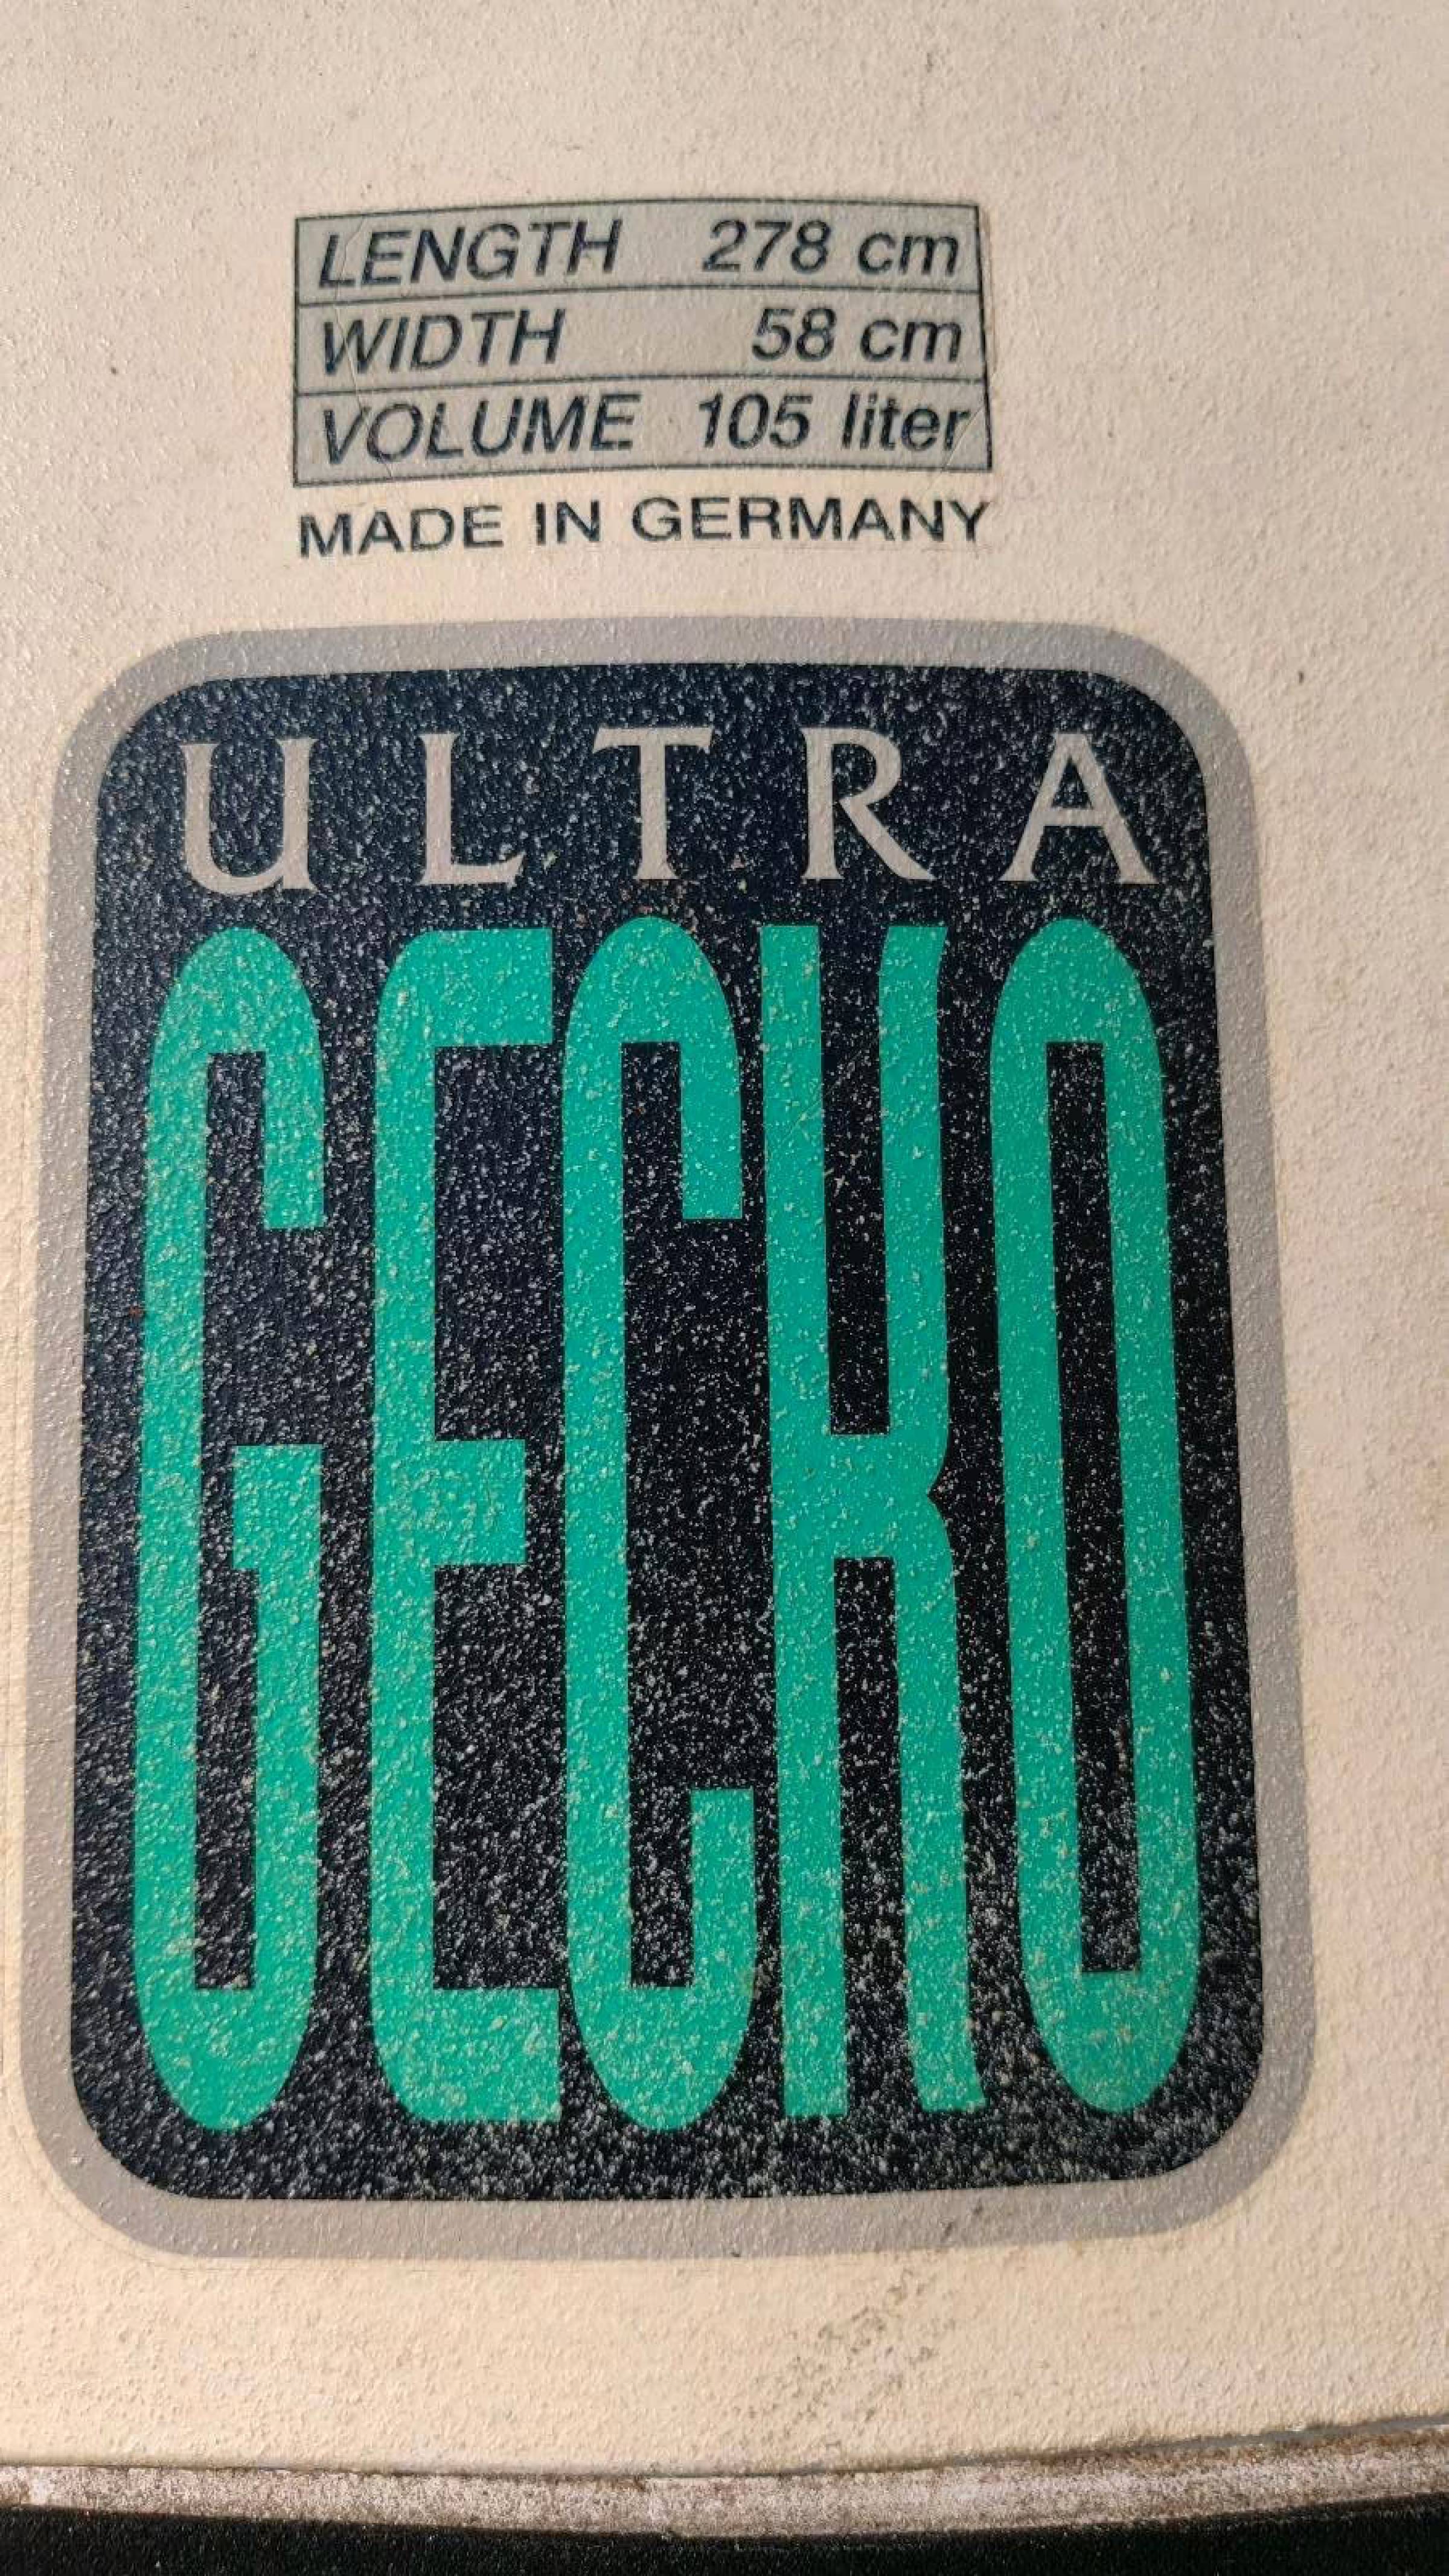 LENGTH 278 cm
WIDTH 58 cm
VOLUME 105 liter
MADE IN GERMANY
ULTRA
GECKO